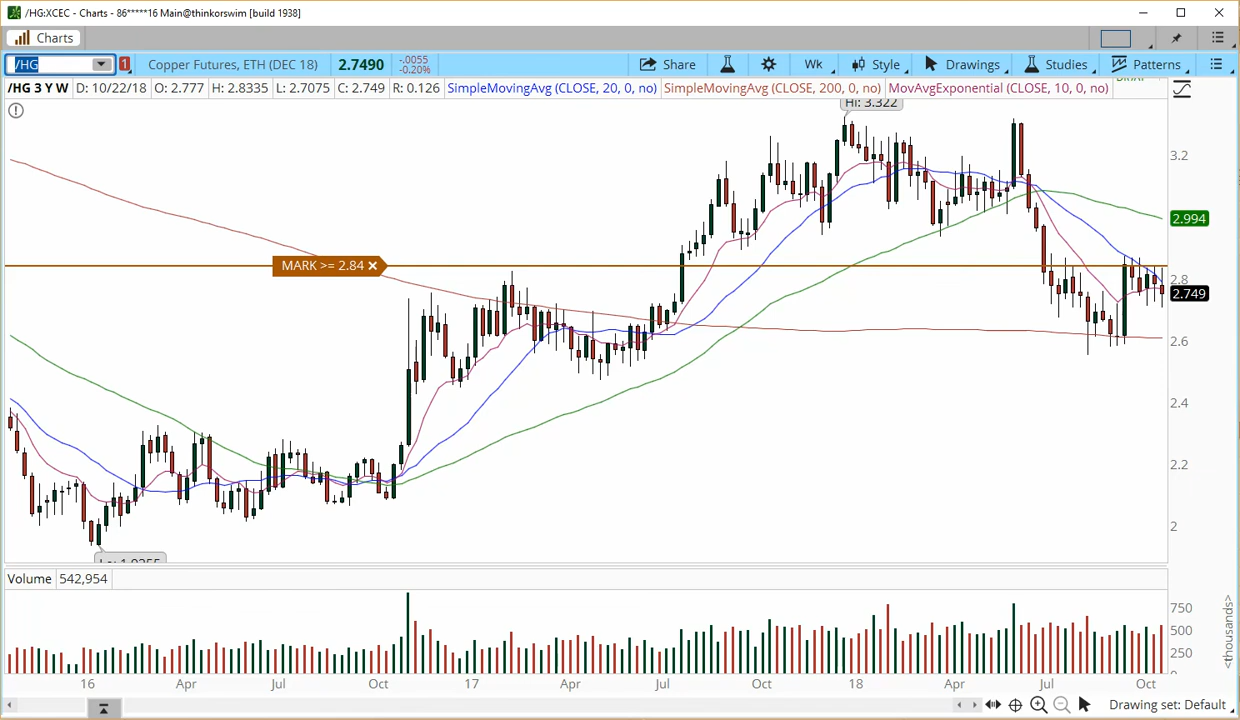 /HG:XCEC - Charts - 86*****16 Main@thinkorswim [build 1938]
Charts
/HG 1 Copper Futures, ETH (DEC 18) 2.7490 -.0055 -0.20% Share Wk Style Drawings Studies Patterns
/HG 3 Y W D: 10/22/18 O: 2.777 H: 2.8335 L: 2.7075 C: 2.749 R: 0.126 SimpleMovingAvg (CLOSE, 20, 0, no) SimpleMovingAvg (CLOSE, 200, 0, no) MovAvgExponential (CLOSE, 10, 0, no)
Hi: 3.322
3.2
2.994
MARK >= 2.84
2.8
2.749
2.6
2.4
2.2
2
Lo: 1.9355
Volume 542,954
750
500
250
<thousands>
16 Apr Jul Oct 17 Apr Jul Oct 18 Apr Jul Oct
Drawing set: Default